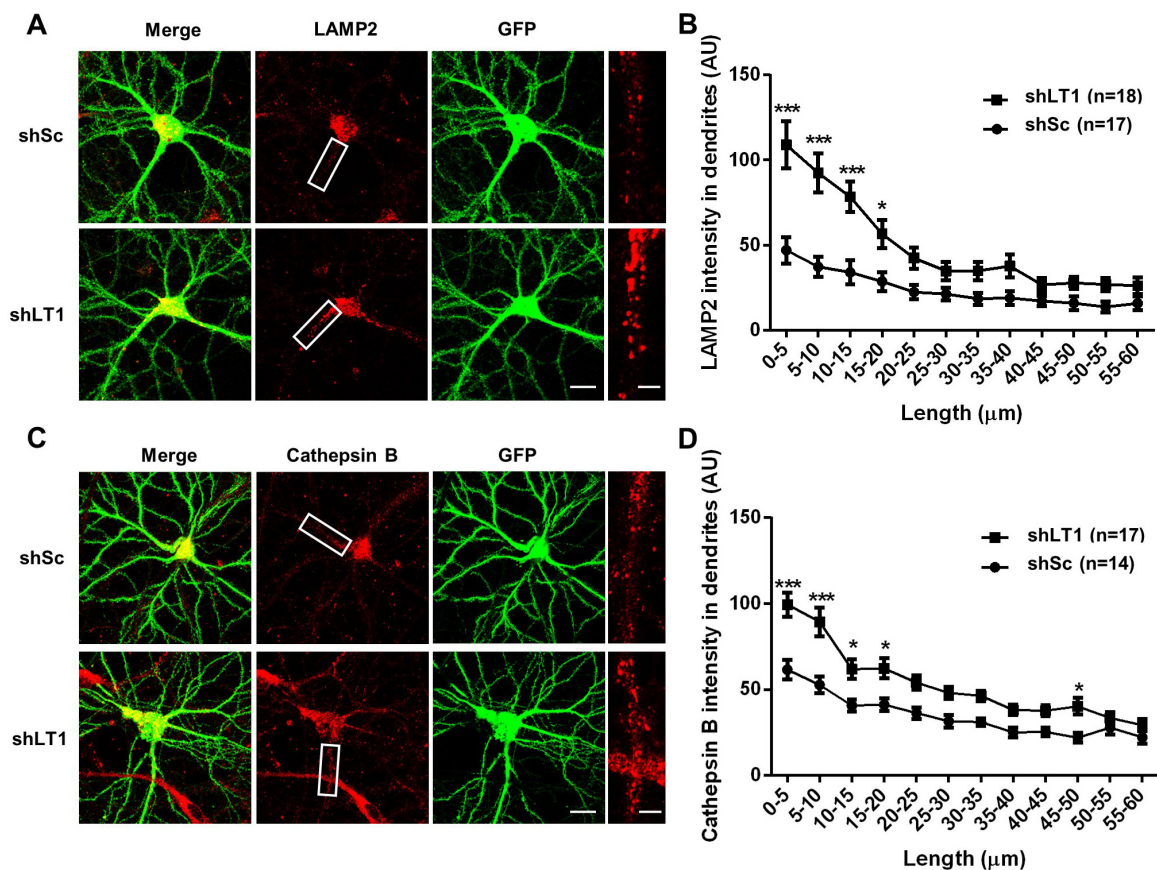 A
Merge LAMP2 GFP
shSc
shLT1
B
LAMP2 intensity in dendrites (AU)
150
100
50
0
shLT1 (n=18)
shSc (n=17)
***
***
***
*
0-5 5-10 10-15 15-20 20-25 25-30 30-35 35-40 40-45 45-50 50-55 55-60
Length (μm)
C
Merge Cathepsin B GFP
shSc
shLT1
D
Cathepsin B intensity in dendrites (AU)
150
100
50
0
shLT1 (n=17)
shSc (n=14)
***
***
*
*
*
0-5 5-10 10-15 15-20 20-25 25-30 30-35 35-40 40-45 45-50 50-55 55-60
Length (μm)